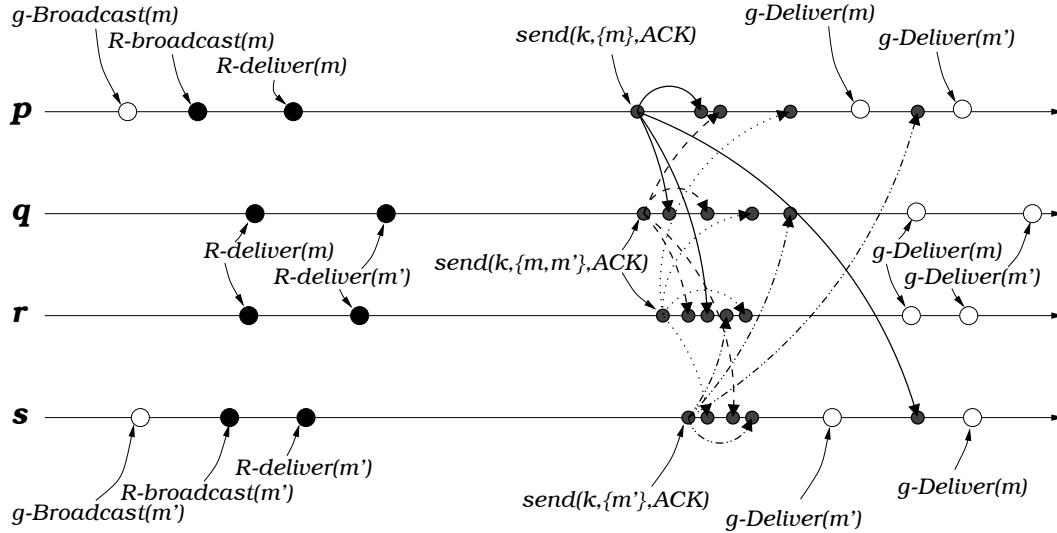 g-Broadcast(m)
R-broadcast(m)
R-deliver(m)
send(k,{m},ACK)
g-Deliver(m)
g-Deliver(m')
p
q
R-deliver(m)
R-deliver(m')
send(k,{m,m'},ACK)
g-Deliver(m)
g-Deliver(m')
r
s
R-deliver(m')
R-broadcast(m')
g-Broadcast(m')
send(k,{m'},ACK)
g-Deliver(m')
g-Deliver(m)